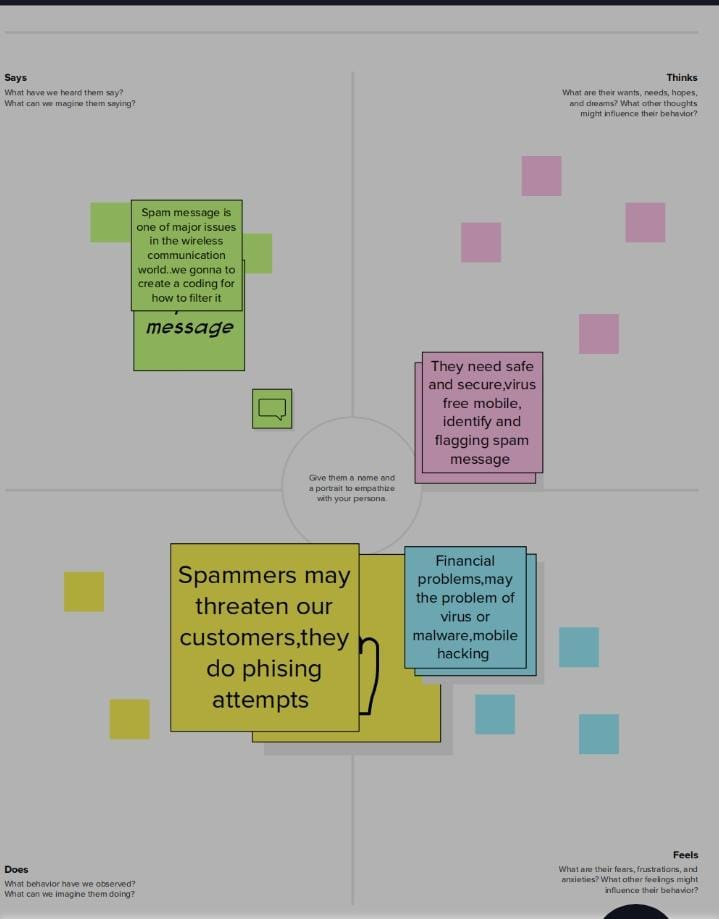 Says
What have we heard them say?
What can we magine them saying?
Thinks
What are their wants, needs, hopes,
and dreams? What other thoughts
might influence their behavior?
Spam message is
one of major issues
in the wireless
communication
world..we gonna to
create a coding for
how to filter it
message
They need safe
and secure,virus
free mobile,
identify and
flagging spam
message
Give them a name and
a portrait to empathize
with your persona.
Spammers may
threaten our
customers,they
do phising
attempts
Financial
problems,may
the problem of
virus or
malware,mobile
hacking
Does
What behavior have we observed?
What can we imagine them doing?
Feels
What are their fears, frustrations, and
anxieties? What other feelings might
influence their behavior?